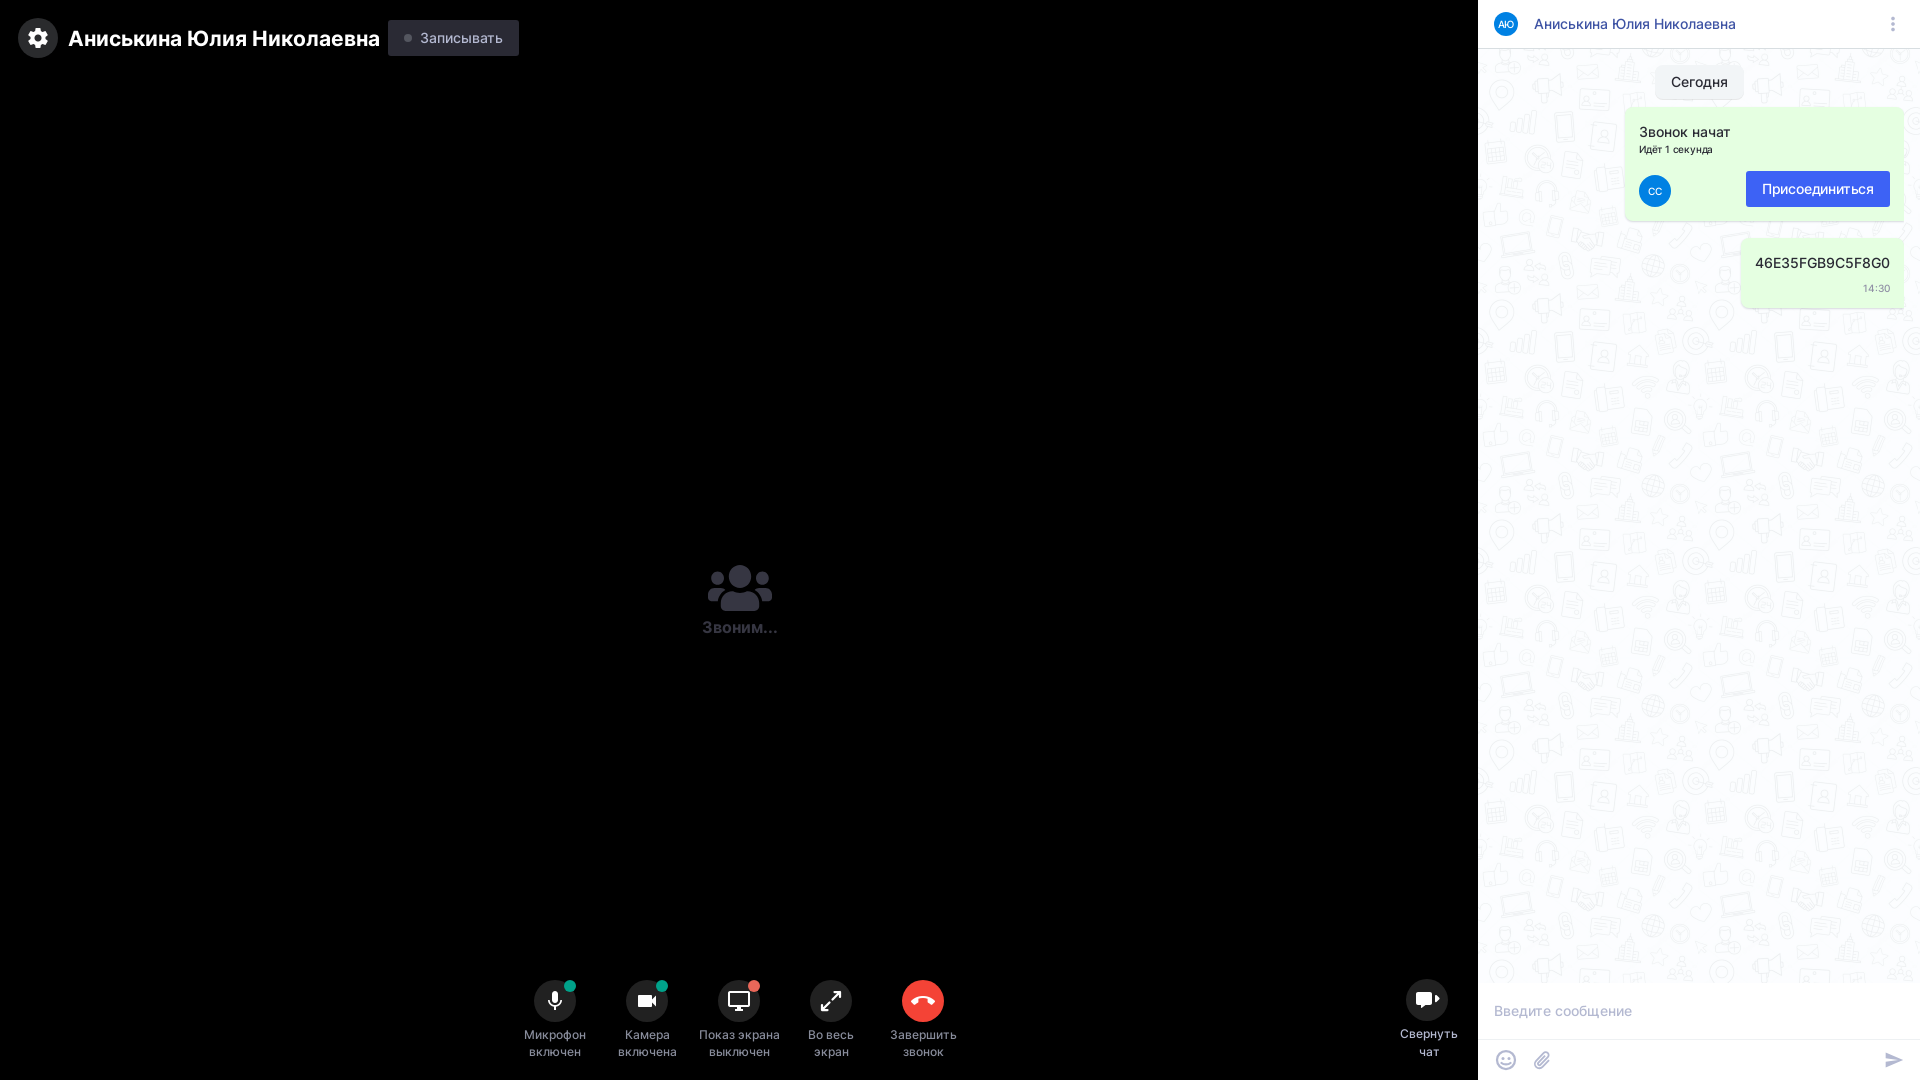 Аниськина Юлия Николаевна
Записывать
Звоним...
Микрофон
включен
Камера
включена
Показ экрана
выключен
Во весь
экран
Завершить
звонок
Свернуть
чат
АЮ
Аниськина Юлия Николаевна
Сегодня
Звонок начат
Идёт 1 секунда
СС
Присоединиться
46E35FGB9C5F8G0
14:30
Введите сообщение